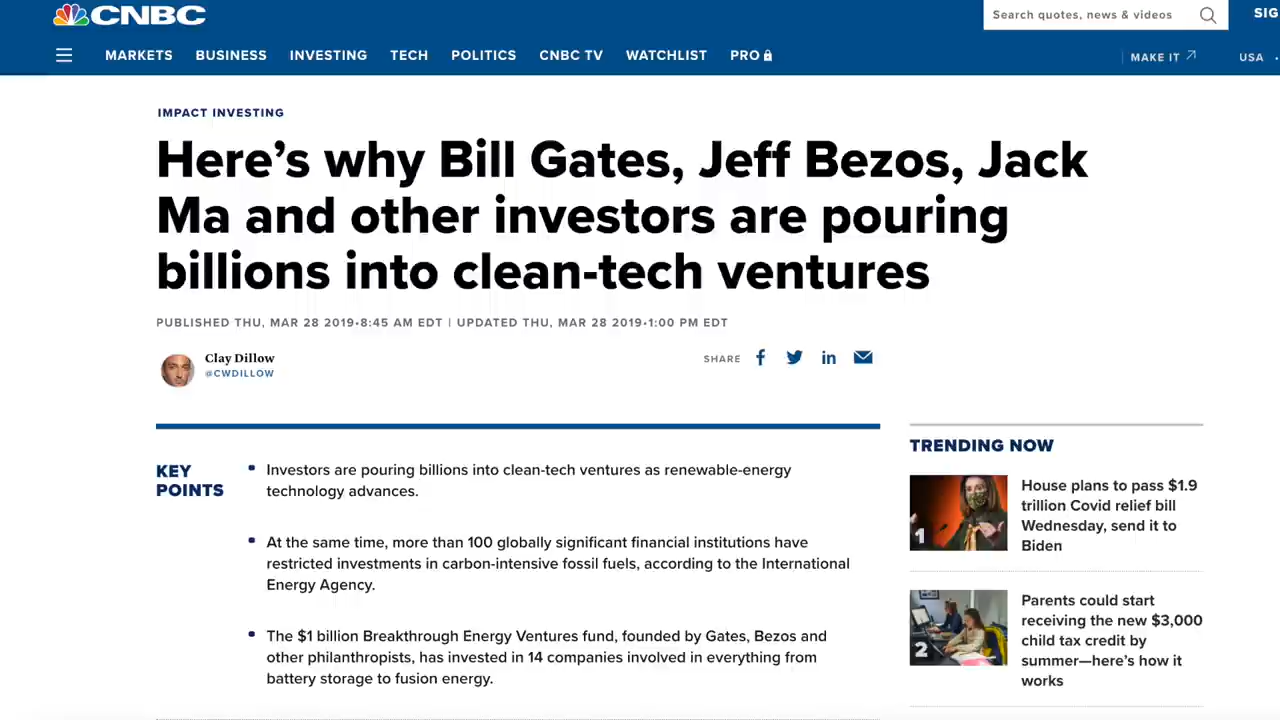 CNBC
Search quotes, news & videos
SIG
MARKETS BUSINESS INVESTING TECH POLITICS CNBC TV WATCHLIST PRO
MAKE IT
USA
IMPACT INVESTING
Here's why Bill Gates, Jeff Bezos, Jack
Ma and other investors are pouring
billions into clean-tech ventures
PUBLISHED THU, MAR 28 2019•8:45 AM EDT | UPDATED THU, MAR 28 2019•1:00 PM EDT
Clay Dillow
@CWDILLOW
SHARE
KEY
POINTS
Investors are pouring billions into clean-tech ventures as renewable-energy
technology advances.
At the same time, more than 100 globally significant financial institutions have
restricted investments in carbon-intensive fossil fuels, according to the International
Energy Agency.
The $1 billion Breakthrough Energy Ventures fund, founded by Gates, Bezos and
other philanthropists, has invested in 14 companies involved in everything from
battery storage to fusion energy.
TRENDING NOW
1
House plans to pass $1.9
trillion Covid relief bill
Wednesday, send it to
Biden
2
Parents could start
receiving the new $3,000
child tax credit by
summer—here's how it
works